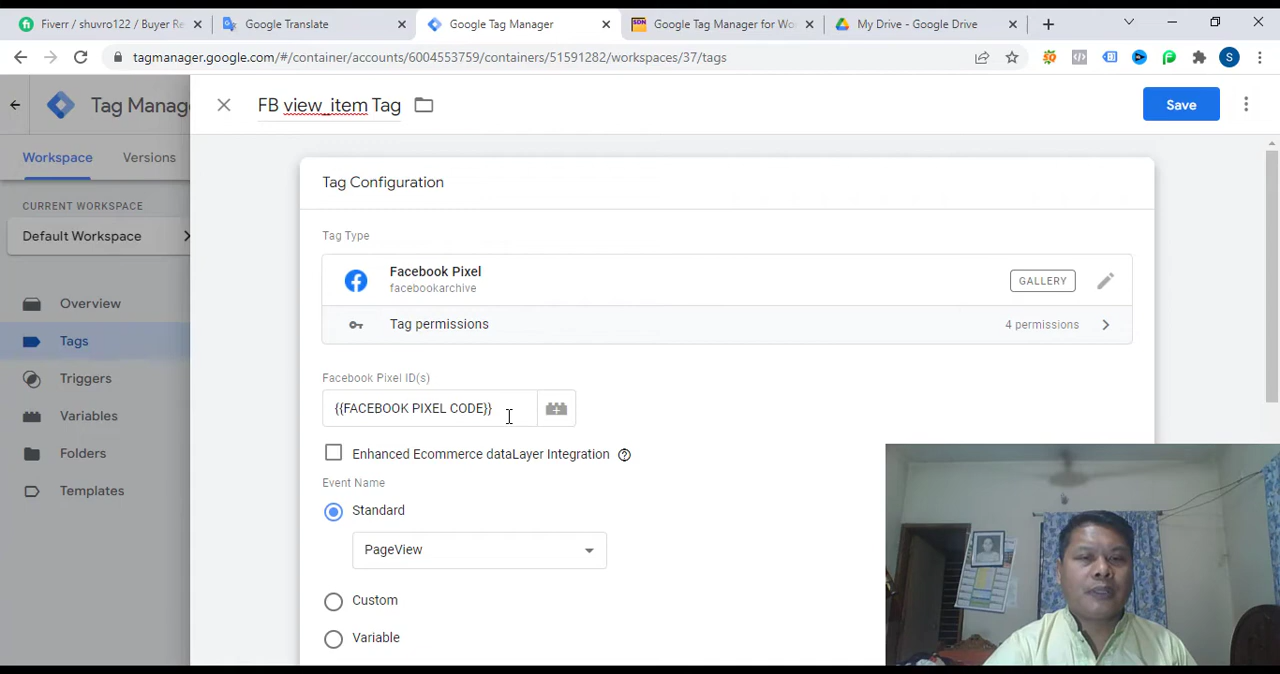 Fiverr / shuvro122 / Buyer Re
Google Translate
Google Tag Manager
Google Tag Manager for Wo
My Drive - Google Drive
tagmanager.google.com/#/container/accounts/6004553759/containers/51591282/workspaces/37/tags
S
Tag Manage
FB view_item Tag
Save
Workspace
Versions
CURRENT WORKSPACE
Default Workspace
Overview
Tags
Triggers
Variables
Folders
Templates
Tag Configuration
Tag Type
Facebook Pixel
facebookarchive
GALLERY
Tag permissions
4 permissions
Facebook Pixel ID(s)
{{FACEBOOK PIXEL CODE}}
Enhanced Ecommerce dataLayer Integration
Event Name
Standard
PageView
Custom
Variable